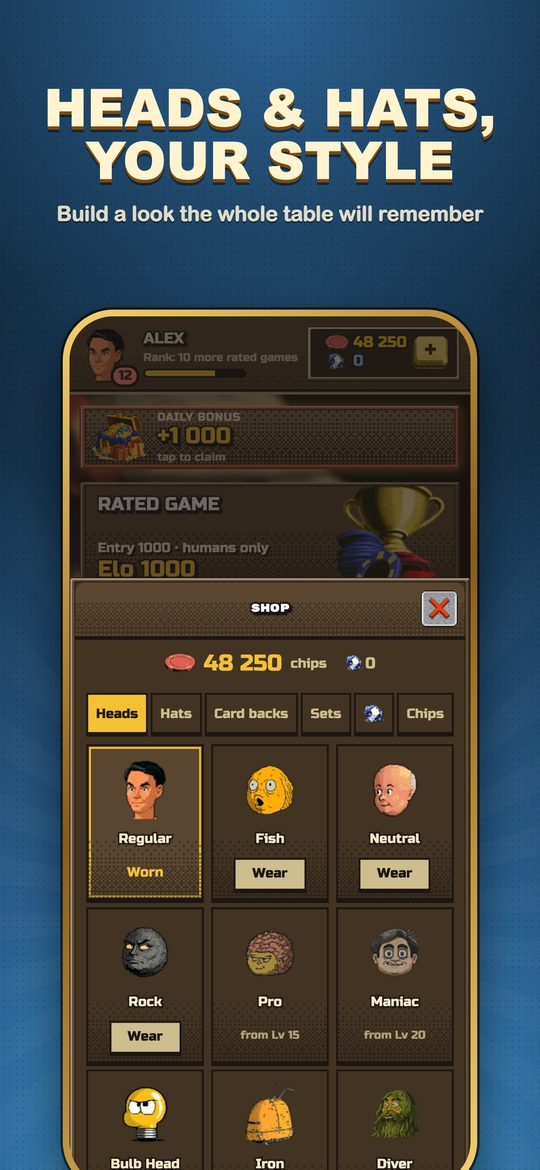 HEADS & HATS,
YOUR STYLE
Build a look the whole table will remember
ALEX
Rank: 10 more rated games
12
48 250
0
+
DAILY BONUS
+1 000
tap to claim
RATED GAME
Entry 1000 · humans only
Elo 1000
SHOP
48 250 chips 0
Heads Hats Card backs Sets Chips
Regular Fish Neutral
Worn Wear Wear
Rock Pro Maniac
Wear from Lv 15 from Lv 20
Bulb Head Iron Diver